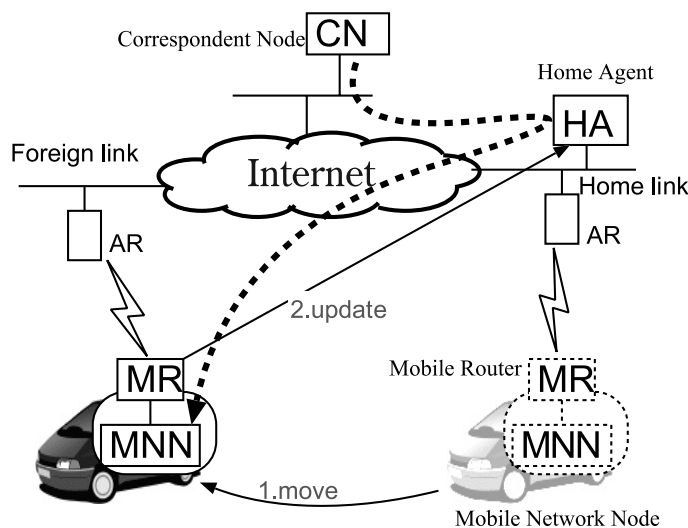 Correspondent Node
CN
Home Agent
HA
Foreign link
Internet
Home link
AR
AR
2.update
MR
Mobile Router
MR
MNN
MNN
1.move
Mobile Network Node